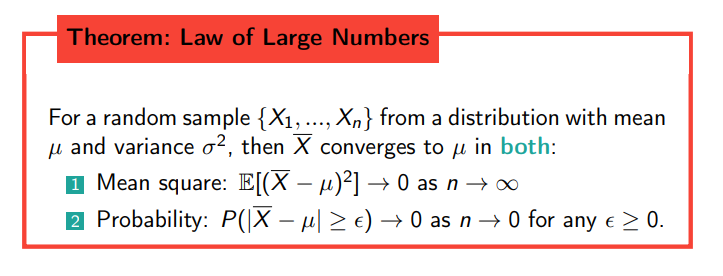 Theorem: Law of Large Numbers
For a random sample {X₁, ..., Xₙ} from a distribution with mean
μ and variance σ², then X̅ converges to μ in both:
1 Mean square: 𝔼[(X̅ − μ)²] → 0 as n → ∞
2 Probability: P(|X̅ − μ| ≥ ϵ) → 0 as n → 0 for any ϵ ≥ 0.